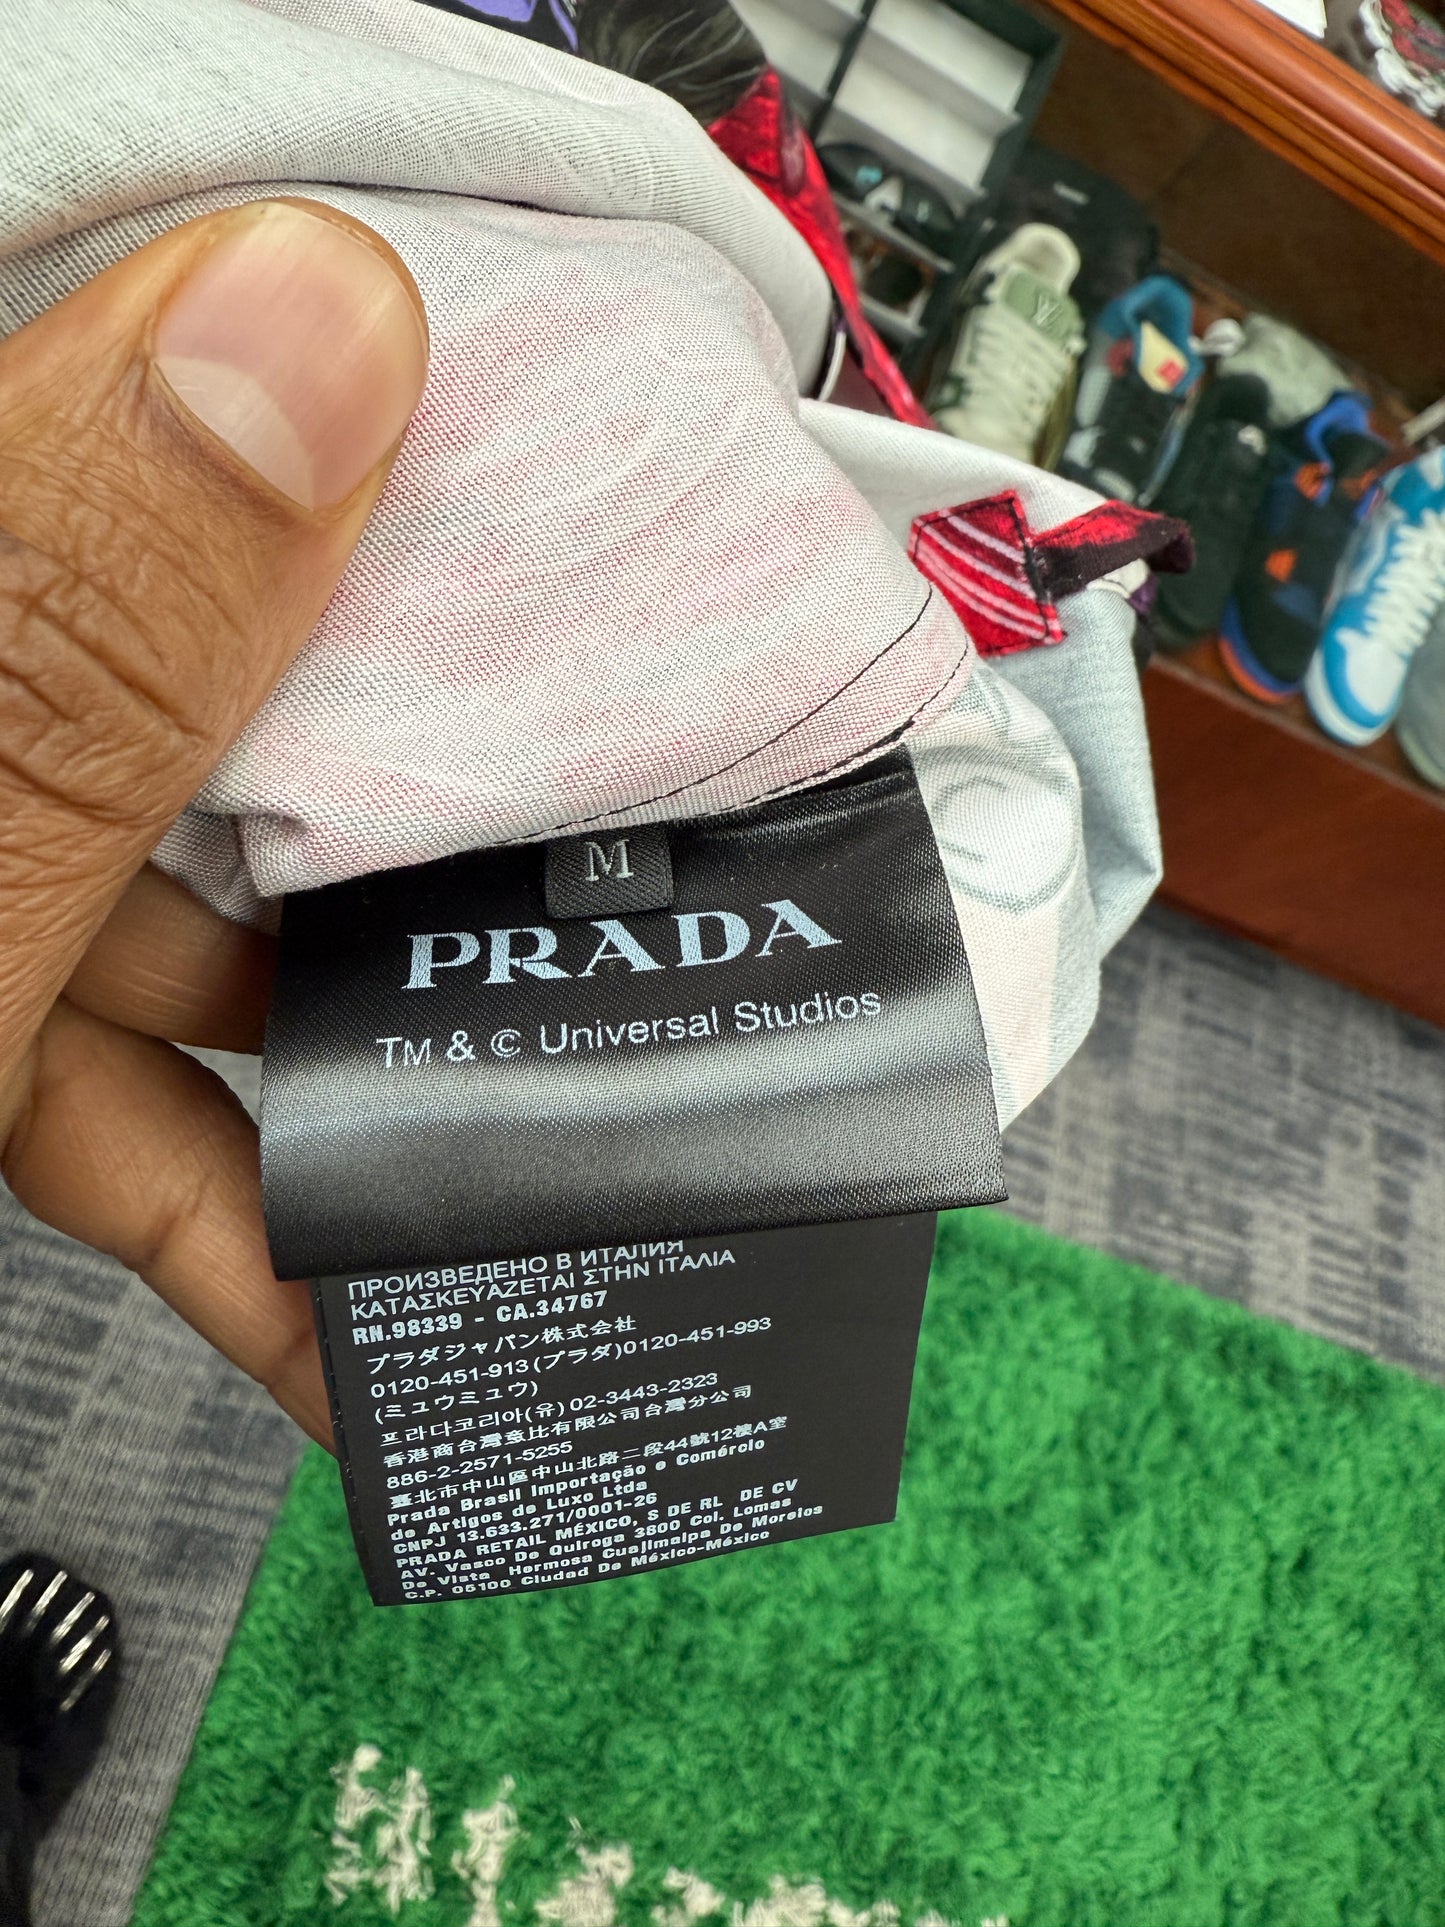 M
PRADA
TM & © Universal Studios
ПРОИЗВЕДЕНО В ИТАЛИЯ
ΚΑΤΑΣΚΕΥΑΖΕΤΑΙ ΣΤΗΝ ΙΤΑΛΙΑ
RN.98339 - CA.34767
プラダジャパン株式会社
0120-451-913(プラダ)0120-451-993
(ミュウミュウ)
프라다코리아(유) 02-3443-2323
香港商台灣意比有限公司台灣分公司
886-2-2571-5255
臺北市中山區中山北路二段44號12樓A室
Prada Brasil Importação e Comércio
de Artigos de Luxo Ltda
CNPJ 13.633.271/0001-26
PRADA RETAIL MÉXICO, S DE RL DE CV
AV. Vasco De Quiroga 3800 Col. Lomas
De Vista Hermosa Cuajimalpa De Morelos
C.P. 05100 Ciudad De México-México